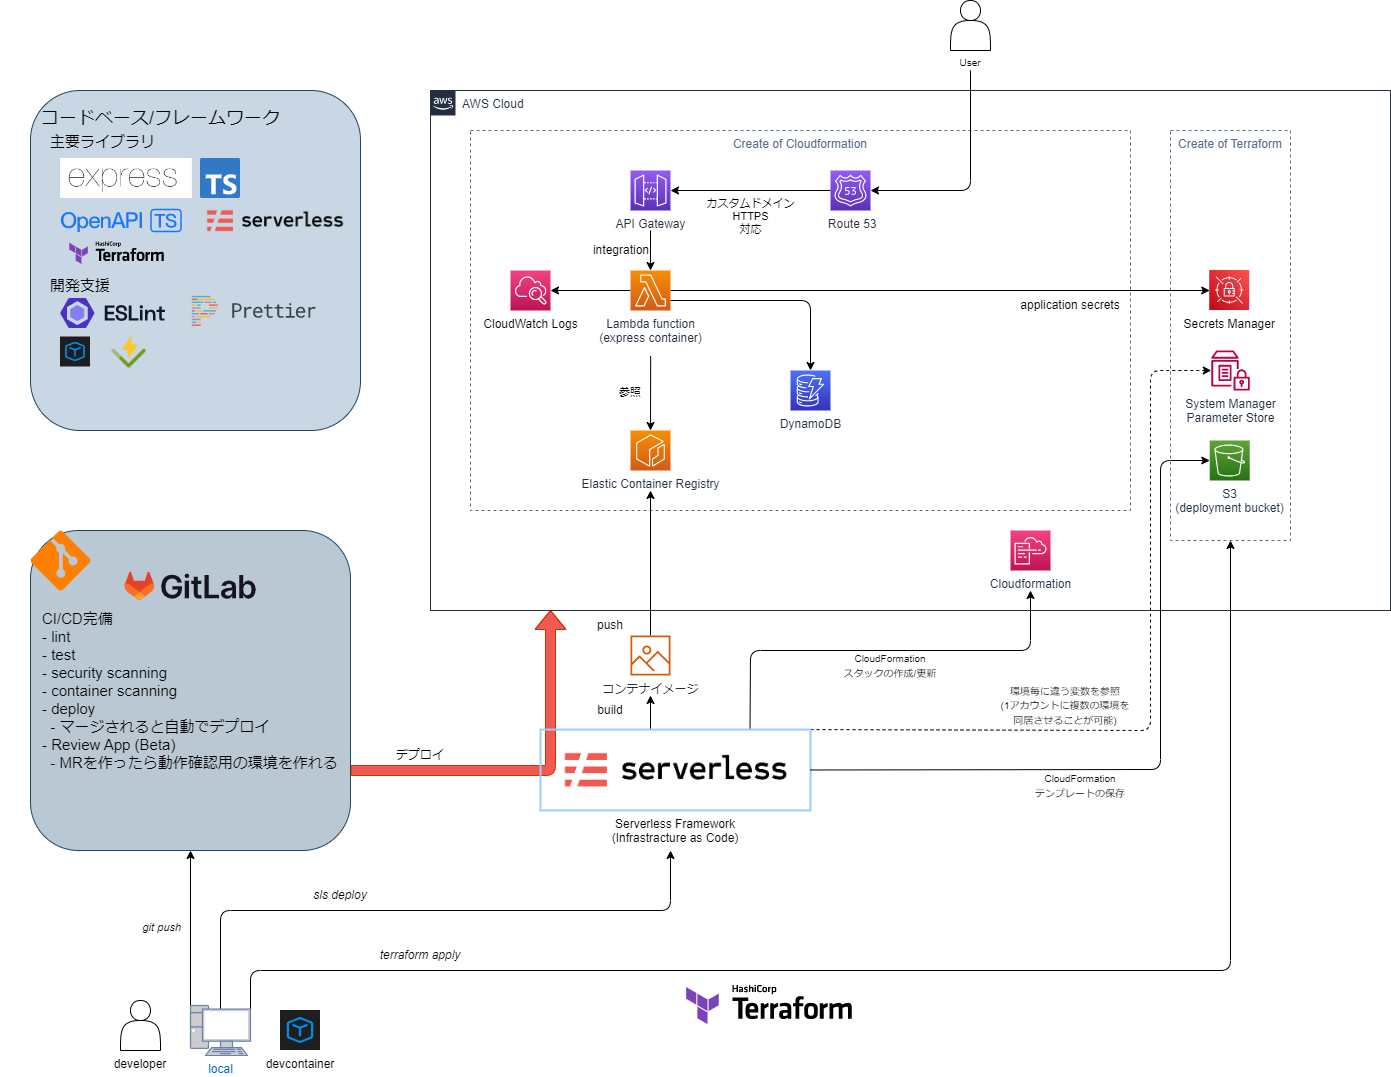 User
コードベース/フレームワーク
主要ライブラリ
express
TS
OpenAPI TS
serverless
HashiCorp
Terraform
開発支援
ESLint
Prettier
aws
AWS Cloud
Create of Cloudformation
Create of Terraform
API Gateway
カスタムドメイン
HTTPS
対応
53
Route 53
integration
CloudWatch Logs
Lambda function
(express container)
application secrets
Secrets Manager
参照
DynamoDB
System Manager
Parameter Store
Elastic Container Registry
S3
(deployment bucket)
Cloudformation
GitLab
CI/CD完備
- lint
- test
- security scanning
- container scanning
- deploy
- マージされると自動でデプロイ
- Review App (Beta)
- MRを作ったら動作確認用の環境を作れる
push
コンテナイメージ
build
CloudFormation
スタックの作成/更新
環境毎に違う変数を参照
(1アカウントに複数の環境を
同居させることが可能)
デプロイ
serverless
CloudFormation
テンプレートの保存
Serverless Framework
(Infrastracture as Code)
sls deploy
git push
terraform apply
HashiCorp
Terraform
developer
local
devcontainer